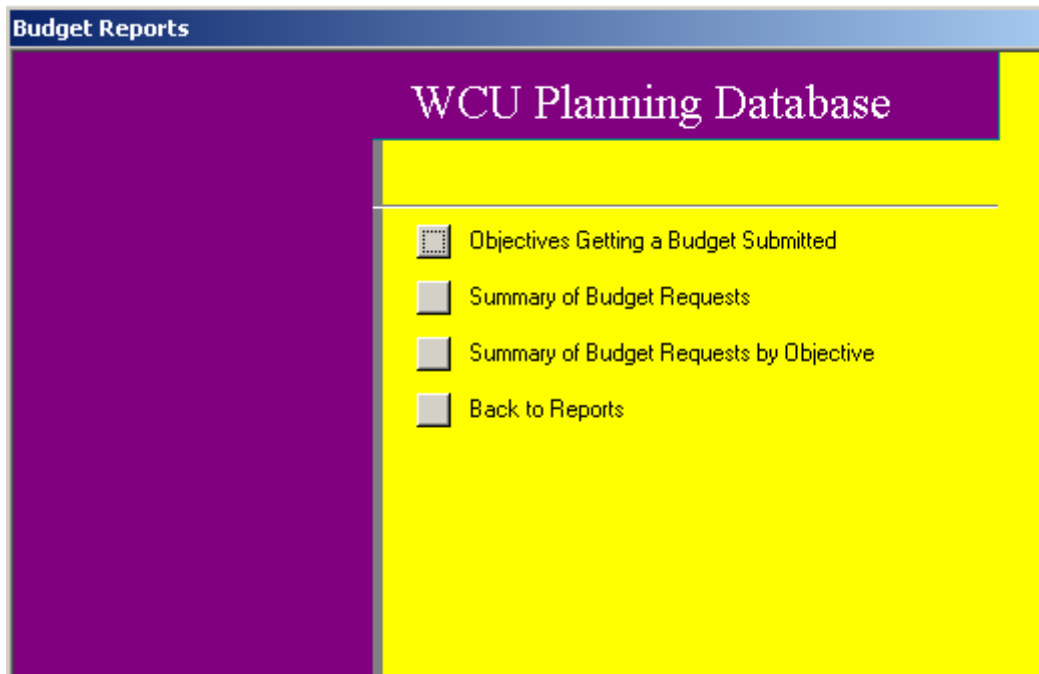 Budget Reports
WCU Planning Database
Objectives Getting a Budget Submitted
Summary of Budget Requests
Summary of Budget Requests by Objective
Back to Reports